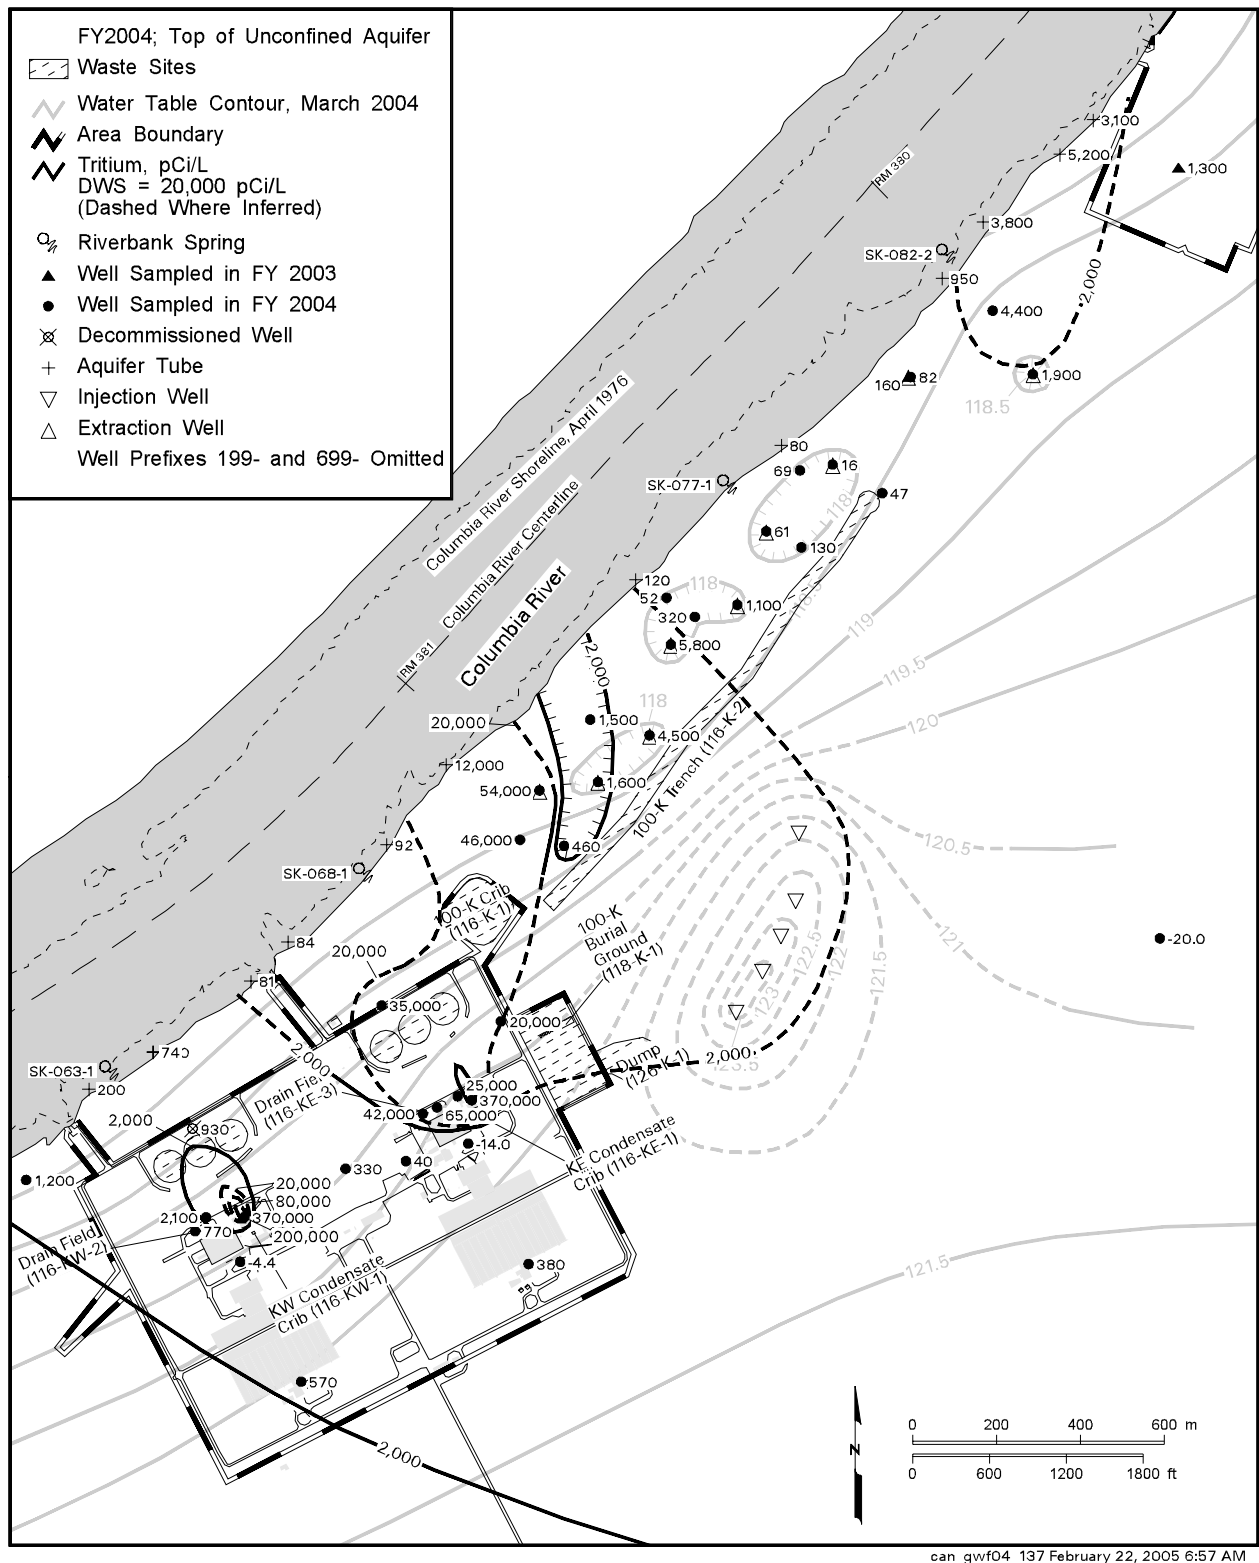 FY2004; Top of Unconfined Aquifer
Waste Sites
Water Table Contour, March 2004
Area Boundary
Tritium, pCi/L
DWS = 20,000 pCi/L
(Dashed Where Inferred)
Riverbank Spring
Well Sampled in FY 2003
Well Sampled in FY 2004
Decommissioned Well
Aquifer Tube
Injection Well
Extraction Well
Well Prefixes 199- and 699- Omitted
3,100
5,200
1,300
RM 380
3,800
SK-082-2
950
2,000
4,400
160
82
1,900
118.5
Columbia River Shoreline, April 1976
Columbia River Centerline
Columbia River
RM 381
80
69
16
SK-077-1
47
118
61
130
120
52
118
118.5
1,100
320
119
5,800
2,000
119.5
118
20,000
1,500
120
4,500
100-K Trench (116-K-2)
12,000
54,000
1,600
46,000
460
92
120.5
SK-068-1
100-K Crib
(116-K-1)
100-K
Burial
Ground
(118-K-1)
84
20,000
121
-20.0
122.5
122
121.5
81
123
35,000
20,000
740
2,000
2,000
123.5
SK-063-1
Dump
(126-K-1)
200
Drain Field
(116-KE-3)
25,000
370,000
42,000
65,000
2,000
930
-14.0
KE Condensate
Crib (116-KE-1)
1,200
330
40
20,000
80,000
2,100
370,000
770
200,000
Drain Field
(116-KW-2)
-4.4
380
121.5
KW Condensate
Crib (116-KW-1)
570
2,000
N
0 200 400 600 m
0 600 1200 1800 ft
can_gwf04_137 February 22, 2005 6:57 AM